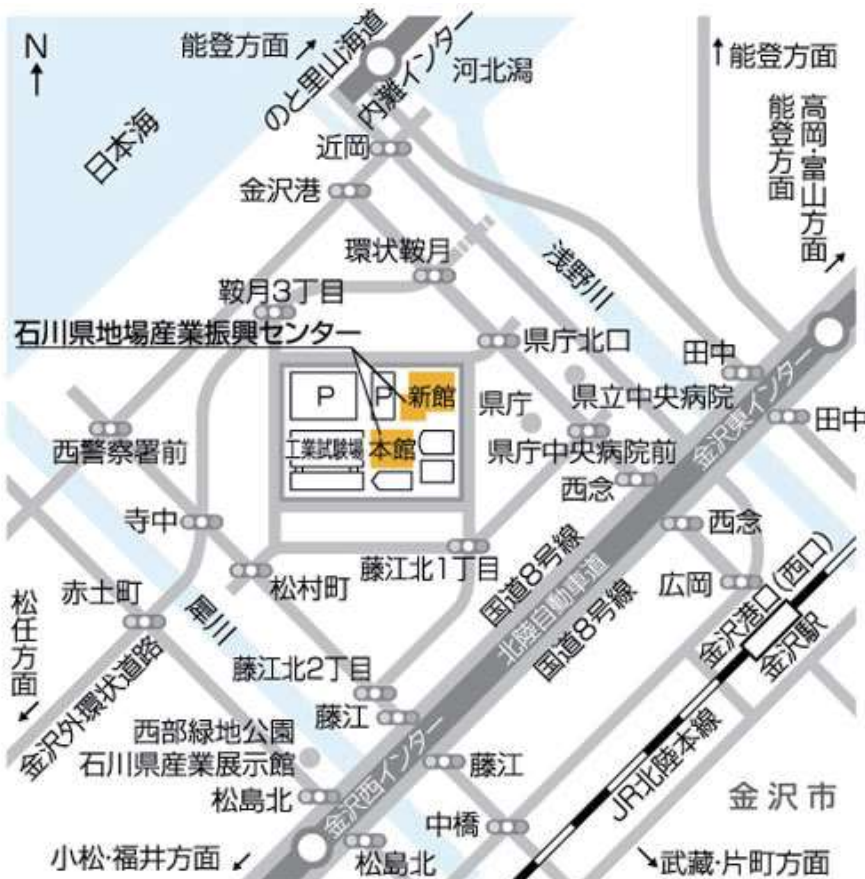 N
能登方面
のと里山海道
内灘インター
河北潟
能登方面
高岡・富山方面
能登方面
日本海
近岡
金沢港
環状鞍月
浅野川
鞍月3丁目
石川県地場産業振興センター
県庁北口
田中
P
P
新館
県庁
県立中央病院
金沢東インター
田中
西警察署前
工業試験場
本館
県庁中央病院前
西念
寺中
西念
藤江北1丁目
国道8号線
北陸自動車道
国道8号線
広岡
松村町
赤土町
犀川
松任方面
金沢港口(西口)
金沢駅
金沢外環状道路
藤江北2丁目
藤江
西部緑地公園
石川県産業展示館
金沢西インター
藤江
JR北陸本線
松島北
金沢市
中橋
小松・福井方面
松島北
武蔵・片町方面